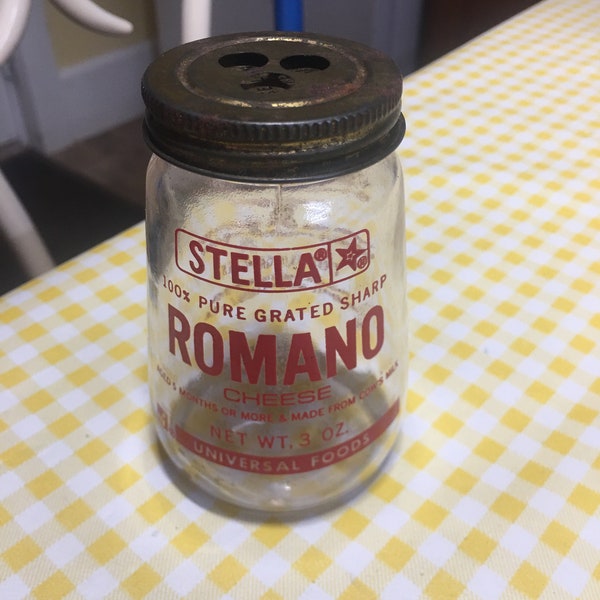 STELLA® ®
100% PURE GRATED SHARP
ROMANO
CHEESE
AGED 5 MONTHS OR MORE & MADE FROM COW'S MILK
NET WT. 3 OZ.
UNIVERSAL FOODS